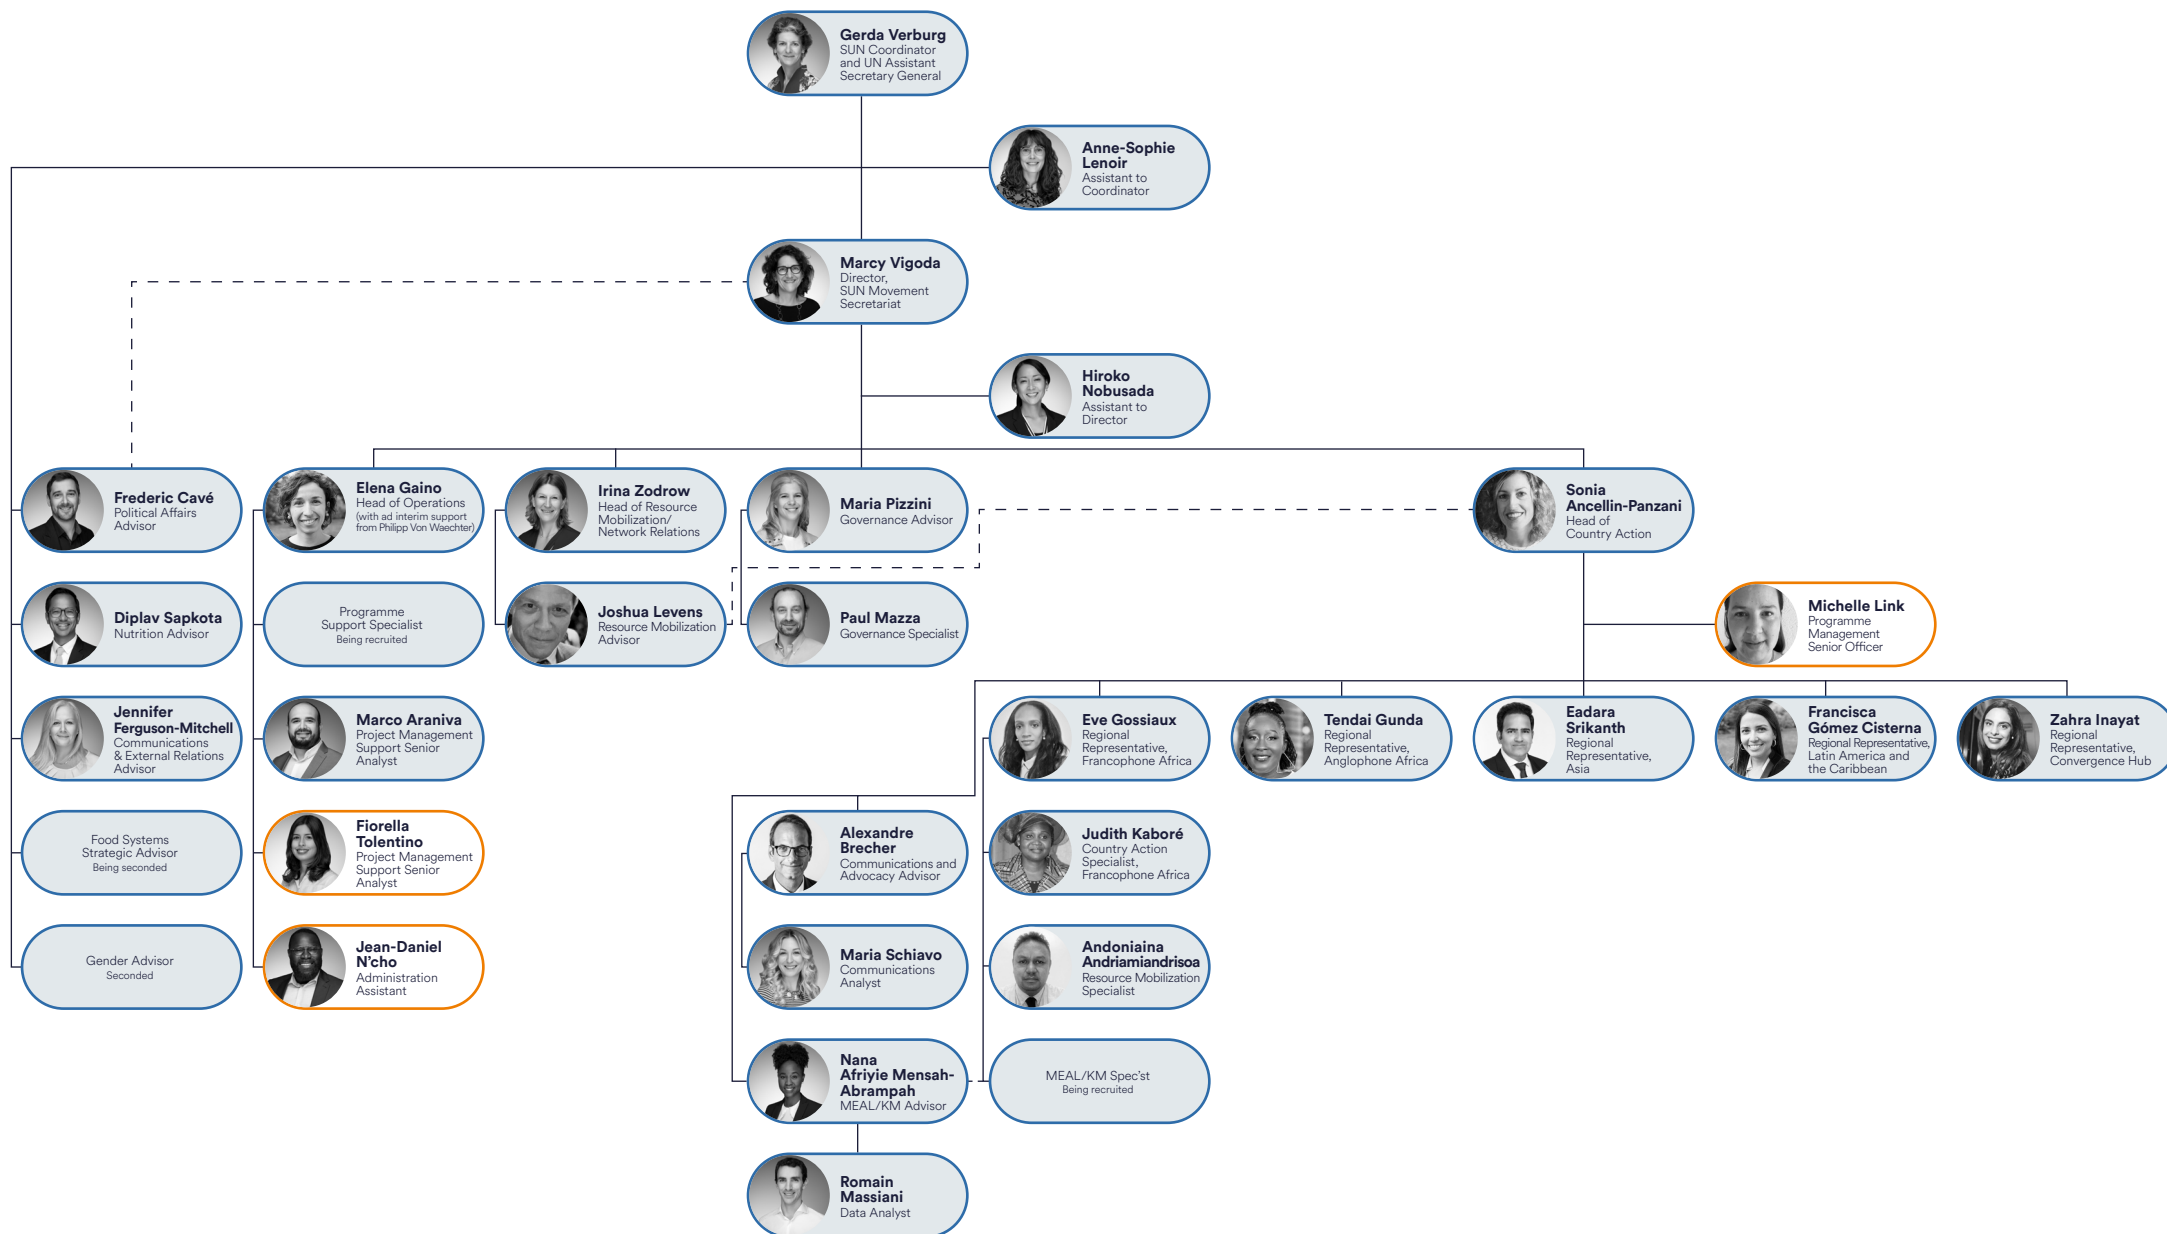 Gerda Verburg
SUN Coordinator
and UN Assistant
Secretary General
Anne-Sophie
Lenoir
Assistant to
Coordinator
Marcy Vigoda
Director,
SUN Movement
Secretariat
Hiroko
Nobusada
Assistant to
Director
Frederic Cavé
Political Affairs
Advisor
Elena Gaino
Head of Operations
(with ad interim support
from Philipp Von Waechter)
Irina Zodrow
Head of Resource
Mobilization/
Network Relations
Maria Pizzini
Governance Advisor
Sonia
Ancellin-Panzani
Head of
Country Action
Diplav Sapkota
Nutrition Advisor
Programme
Support Specialist
Being recruited
Joshua Levens
Resource Mobilization
Advisor
Paul Mazza
Governance Specialist
Michelle Link
Programme
Management
Senior Officer
Jennifer
Ferguson-Mitchell
Communications
& External Relations
Advisor
Marco Araniva
Project Management
Support Senior
Analyst
Eve Gossiaux
Regional
Representative,
Francophone Africa
Tendai Gunda
Regional
Representative,
Anglophone Africa
Eadara
Srikanth
Regional
Representative,
Asia
Francisca
Gómez Cisterna
Regional Representative,
Latin America and
the Caribbean
Zahra Inayat
Regional
Representative,
Convergence Hub
Food Systems
Strategic Advisor
Being seconded
Fiorella
Tolentino
Project Management
Support Senior
Analyst
Alexandre
Brecher
Communications and
Advocacy Advisor
Judith Kaboré
Country Action
Specialist,
Francophone Africa
Gender Advisor
Seconded
Jean-Daniel
N'cho
Administration
Assistant
Maria Schiavo
Communications
Analyst
Andoniaina
Andriamiandrisoa
Resource Mobilization
Specialist
Nana
Afriyie Mensah-
Abrampah
MEAL/KM Advisor
MEAL/KM Spec'st
Being recruited
Romain
Massiani
Data Analyst